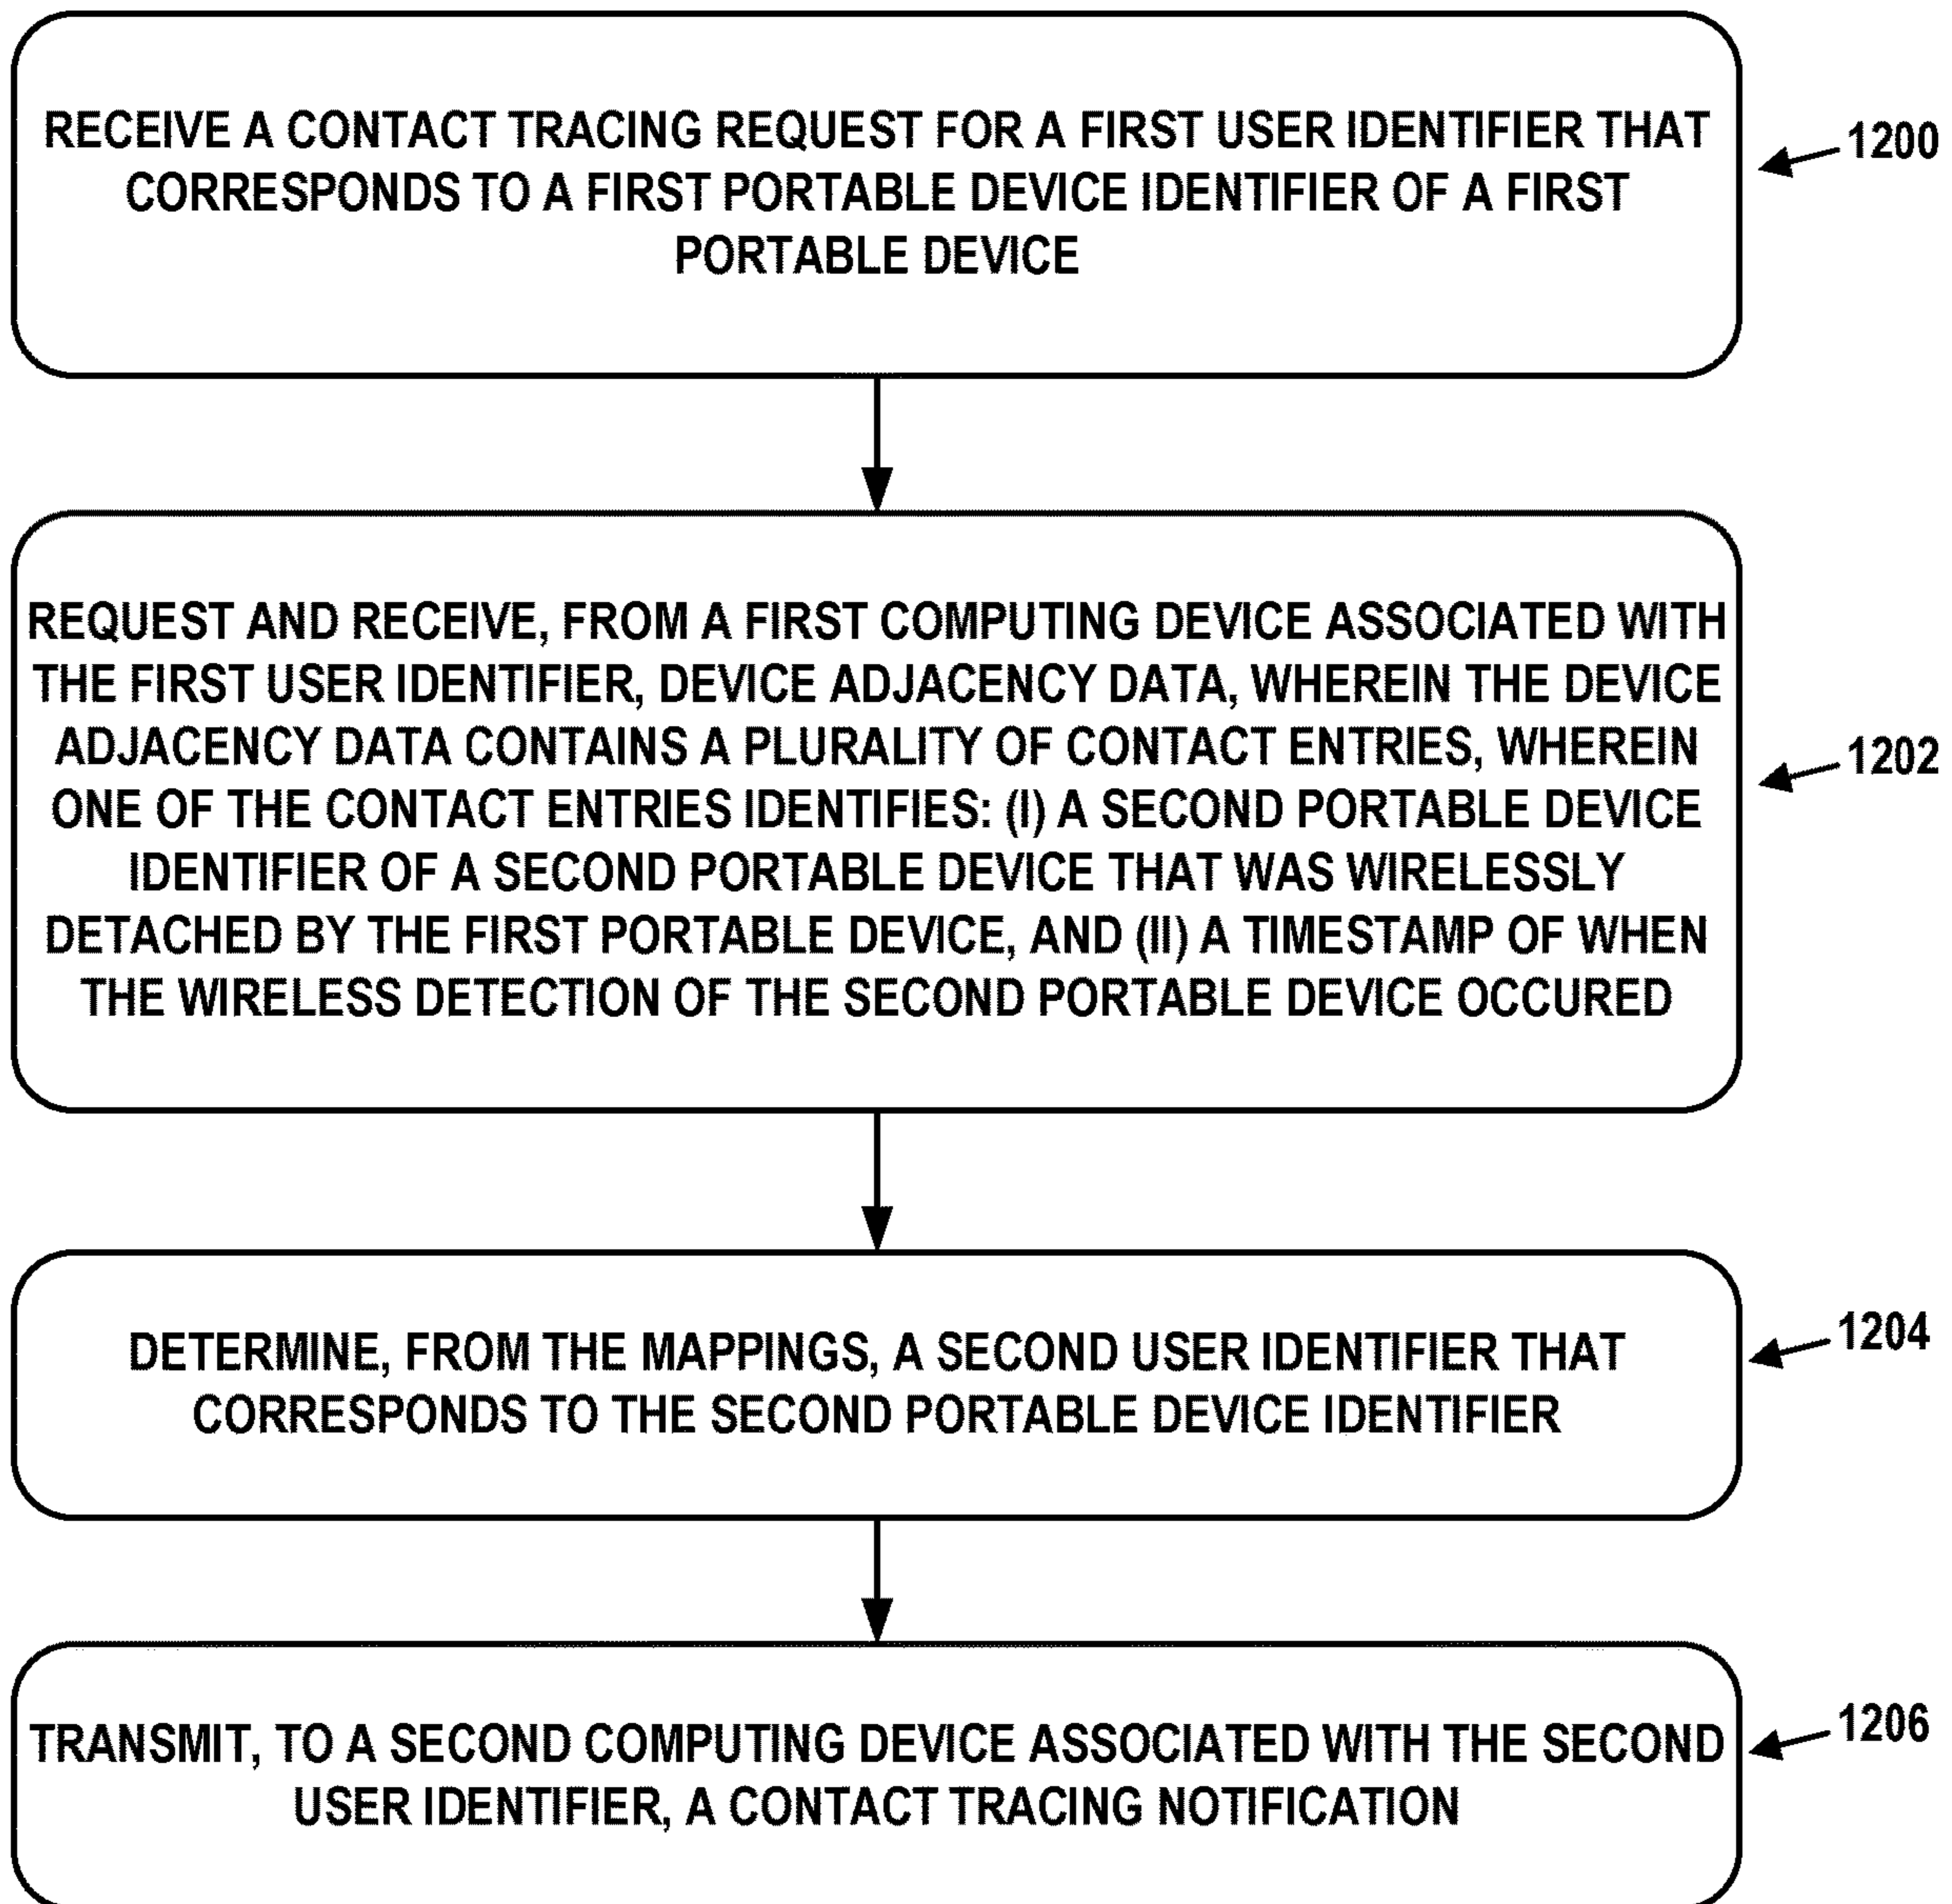 RECEIVE A CONTACT TRACING REQUEST FOR A FIRST USER IDENTIFIER THAT
CORRESPONDS TO A FIRST PORTABLE DEVICE IDENTIFIER OF A FIRST
PORTABLE DEVICE
1200
REQUEST AND RECEIVE, FROM A FIRST COMPUTING DEVICE ASSOCIATED WITH
THE FIRST USER IDENTIFIER, DEVICE ADJACENCY DATA, WHEREIN THE DEVICE
ADJACENCY DATA CONTAINS A PLURALITY OF CONTACT ENTRIES, WHEREIN
ONE OF THE CONTACT ENTRIES IDENTIFIES: (I) A SECOND PORTABLE DEVICE
IDENTIFIER OF A SECOND PORTABLE DEVICE THAT WAS WIRELESSLY
DETACHED BY THE FIRST PORTABLE DEVICE, AND (II) A TIMESTAMP OF WHEN
THE WIRELESS DETECTION OF THE SECOND PORTABLE DEVICE OCCURED
1202
DETERMINE, FROM THE MAPPINGS, A SECOND USER IDENTIFIER THAT
CORRESPONDS TO THE SECOND PORTABLE DEVICE IDENTIFIER
1204
TRANSMIT, TO A SECOND COMPUTING DEVICE ASSOCIATED WITH THE SECOND
USER IDENTIFIER, A CONTACT TRACING NOTIFICATION
1206